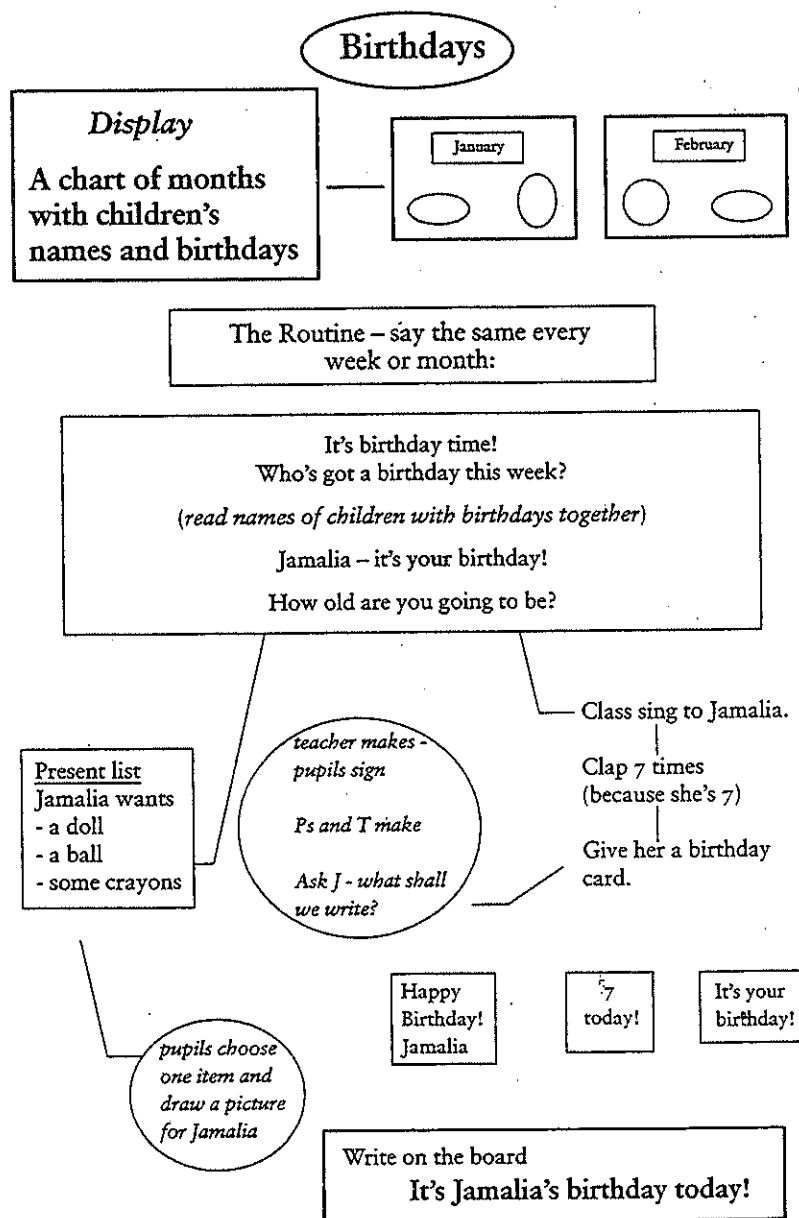 Birthdays
Display
A chart of months
with children's
names and birthdays
January
February
The Routine – say the same every
week or month:
It's birthday time!
Who's got a birthday this week?
(read names of children with birthdays together)
Jamalia – it's your birthday!
How old are you going to be?
Class sing to Jamalia.
Clap 7 times
(because she's 7)
Give her a birthday
card.
teacher makes -
pupils sign
Ps and T make
Ask J - what shall
we write?
Present list
Jamalia wants
- a doll
- a ball
- some crayons
Happy
Birthday!
Jamalia
7
today!
It's your
birthday!
pupils choose
one item and
draw a picture
for Jamalia
Write on the board
It's Jamalia's birthday today!